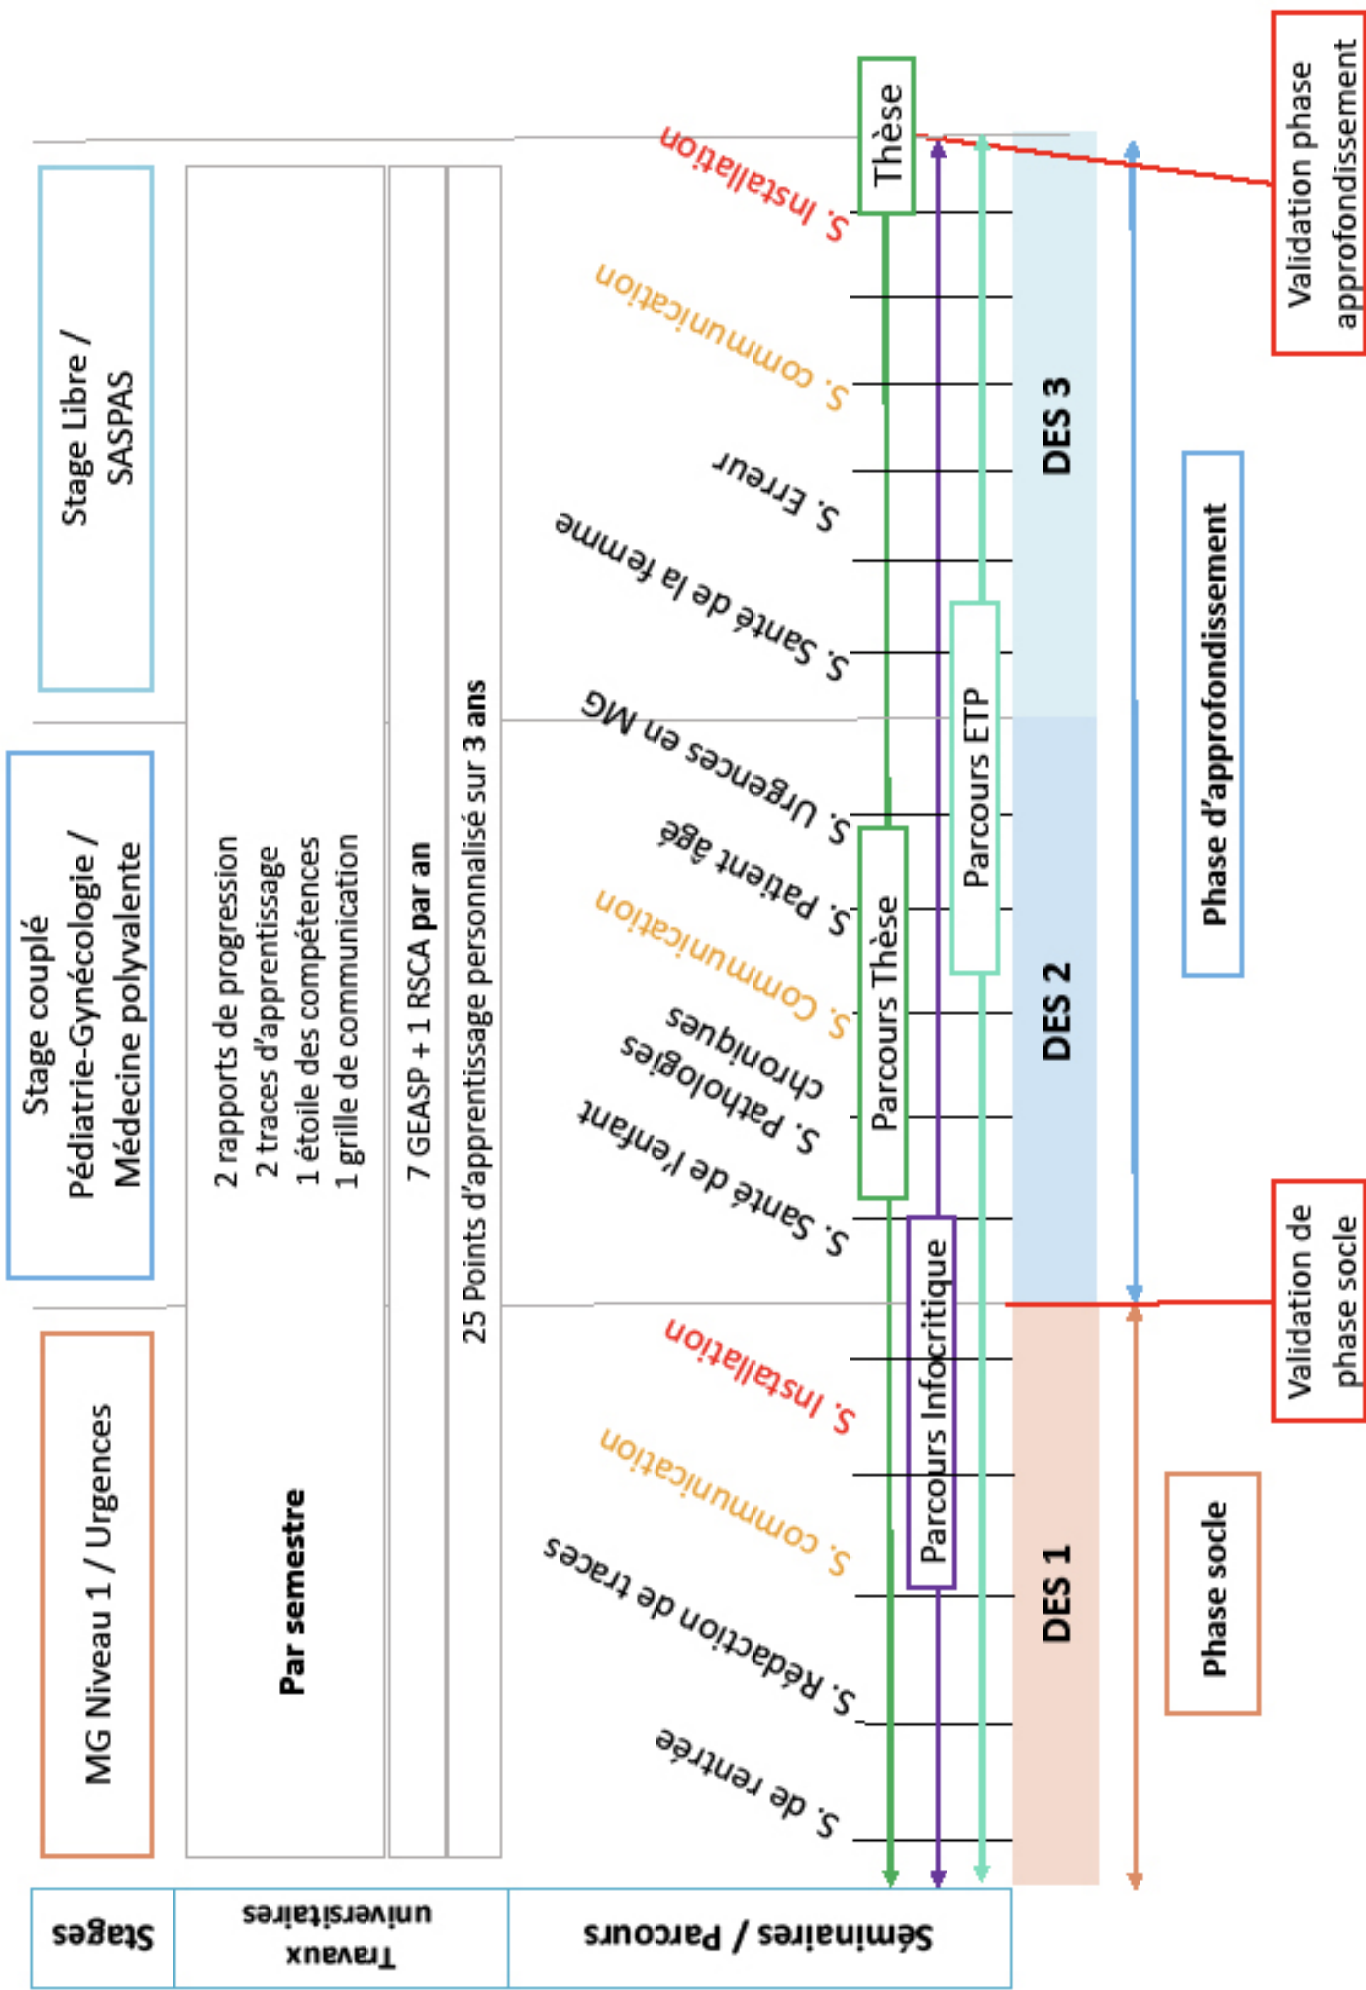 Stages
MG Niveau 1 / Urgences
Stage couplé
Pédiatrie-Gynécologie /
Médecine polyvalente
Stage Libre /
SASPAS
Travaux
universitaires
Par semestre
2 rapports de progression
2 traces d'apprentissage
1 étoile des compétences
1 grille de communication
7 GEASP + 1 RSCA par an
25 Points d'apprentissage personnalisé sur 3 ans
Séminaires / Parcours
S. de rentrée
S. Rédaction de traces
S. communication
S. Installation
S. Santé de l'enfant
S. Pathologies
chroniques
S. Communication
S. Patient âgé
S. Urgences en MG
S. Santé de la femme
S. Erreur
S. communication
S. Installation
Parcours Thèse
Thèse
Parcours Infocritique
Parcours ETP
DES 1
DES 2
DES 3
Phase socle
Phase d'approfondissement
Validation de
phase socle
Validation phase
approfondissement